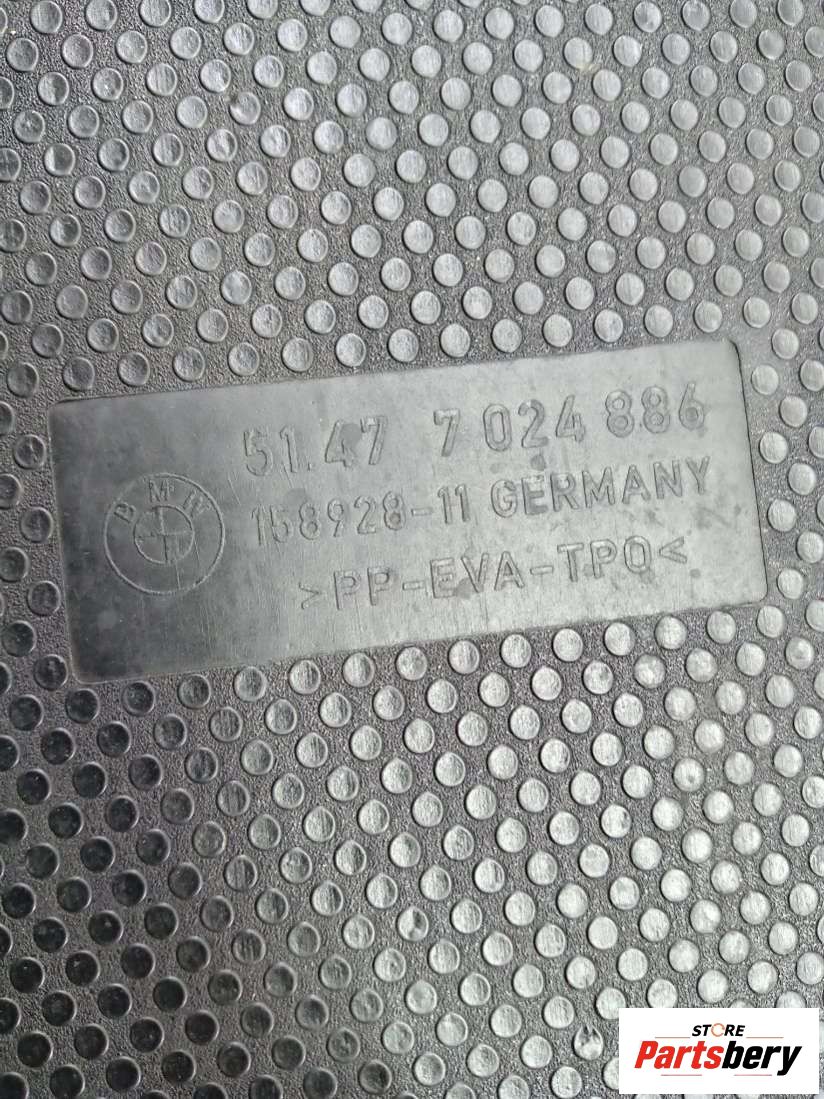 BMW
51.47 7 024 886
158928-11 GERMANY
>PP-EVA-TPO<
STORE
Partsbery